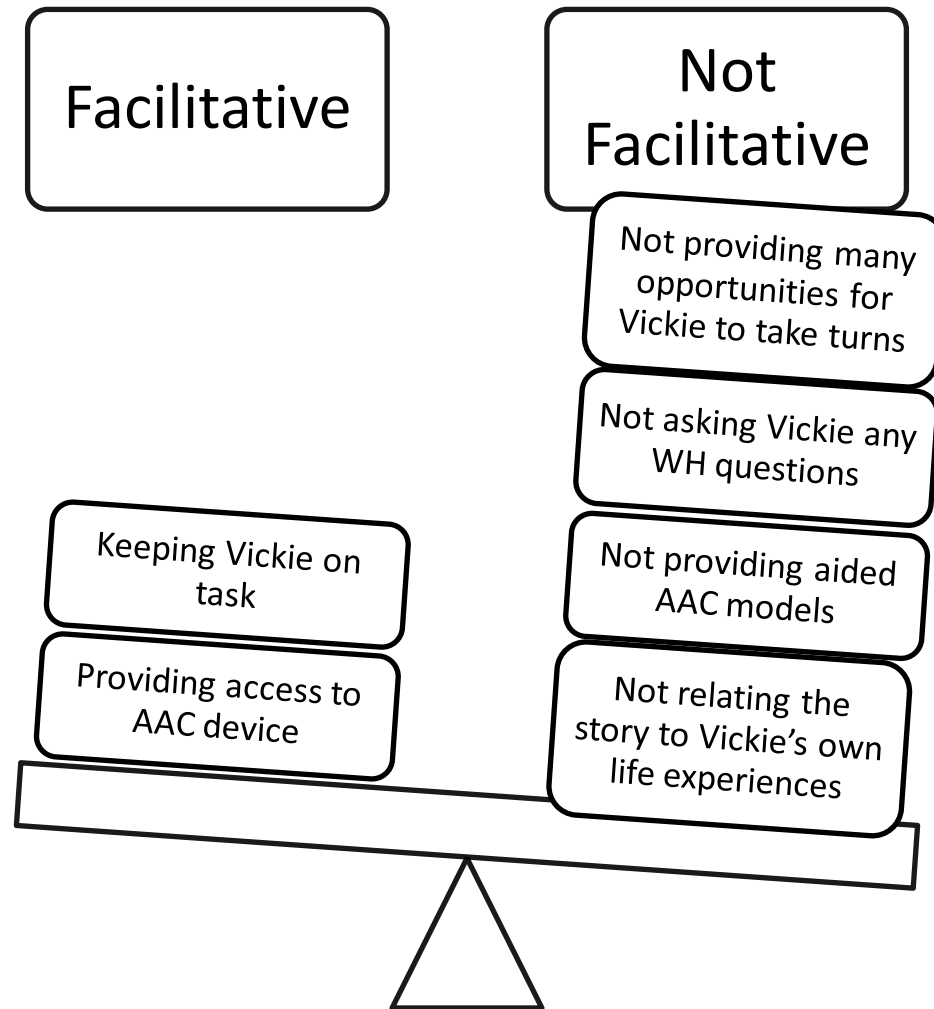 Facilitative
Not
Facilitative
Not providing many
opportunities for
Vickie to take turns
Not asking Vickie any
WH questions
Not providing aided
AAC models
Not relating the
story to Vickie’s own
life experiences
Keeping Vickie on
task
Providing access to
AAC device